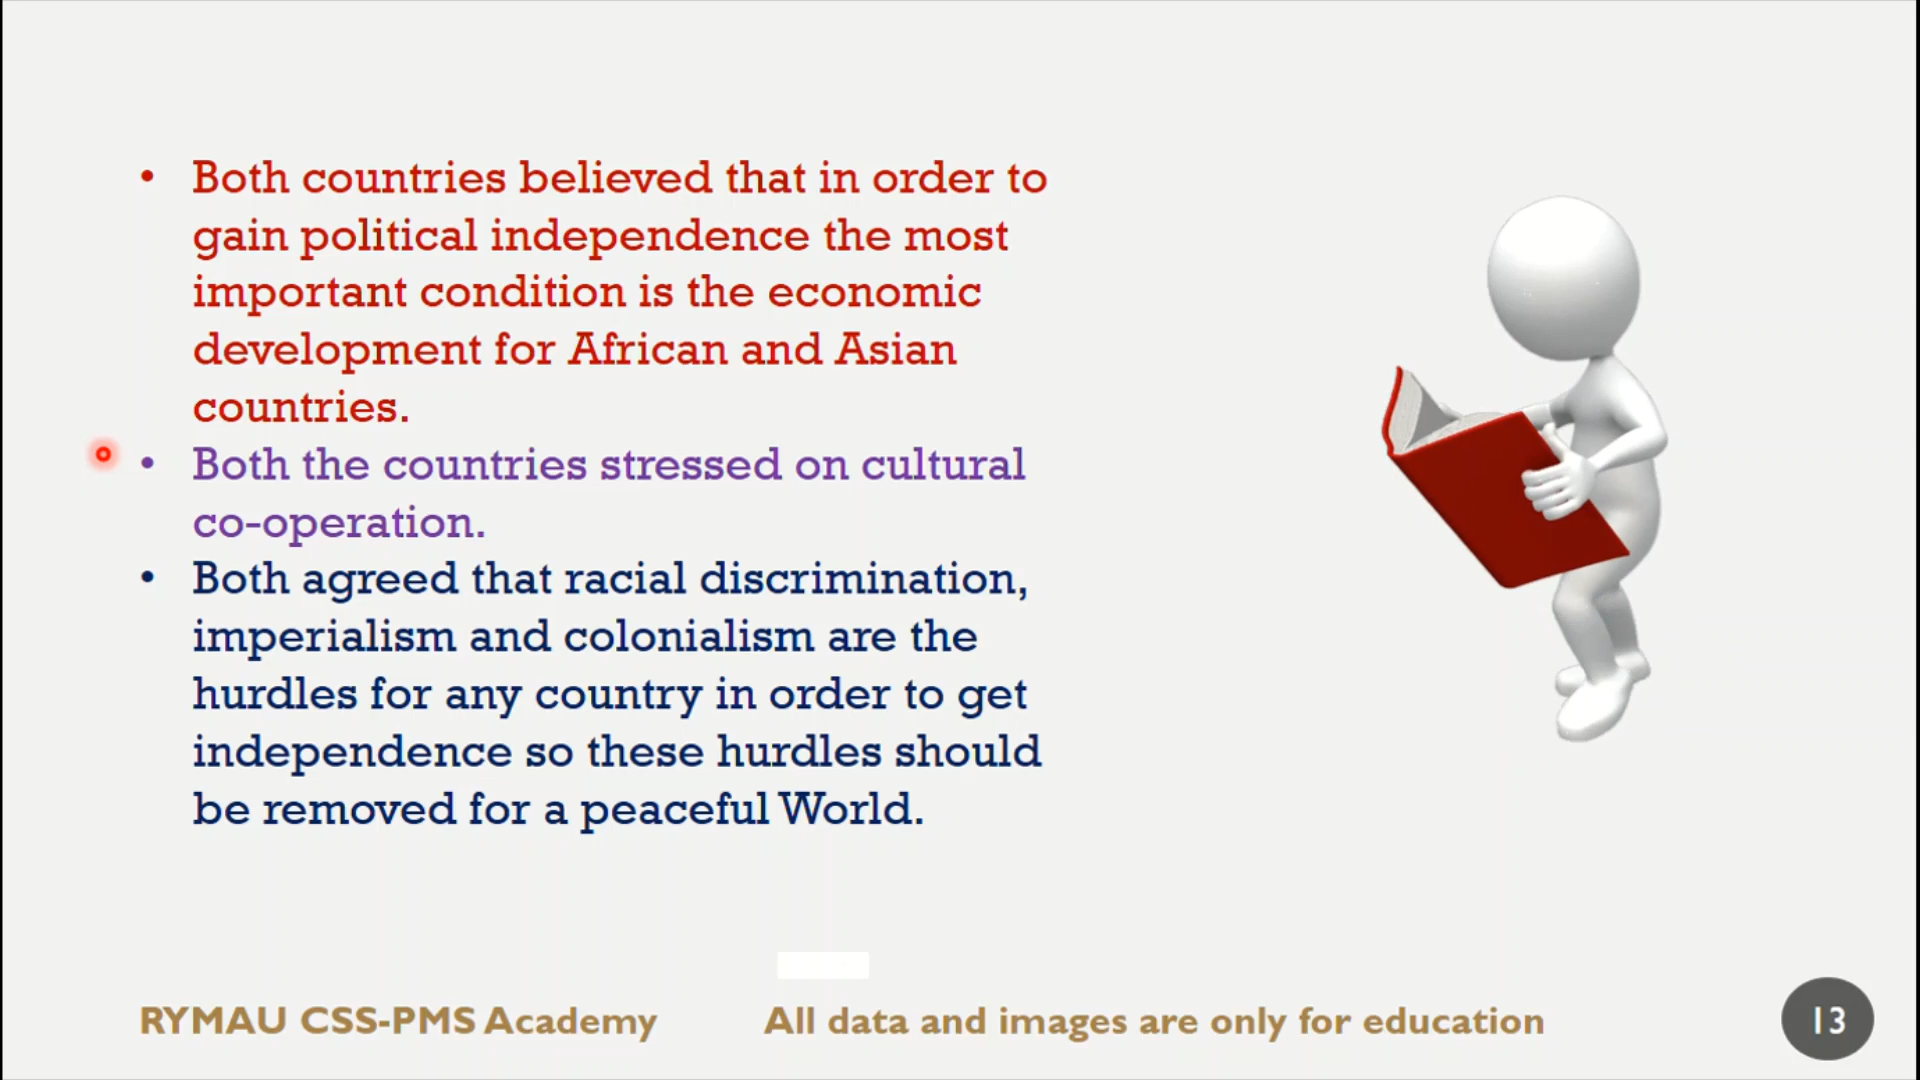 • Both countries believed that in order to
gain political independence the most
important condition is the economic
development for African and Asian
countries.
• Both the countries stressed on cultural
co-operation.
• Both agreed that racial discrimination,
imperialism and colonialism are the
hurdles for any country in order to get
independence so these hurdles should
be removed for a peaceful World.
RYMAU CSS-PMS Academy
All data and images are only for education
13